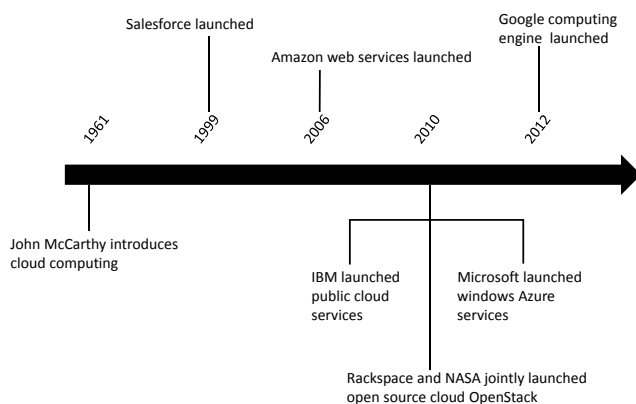 Salesforce launched
Amazon web services launched
Google computing
engine launched
1961
1999
2006
2010
2012
John McCarthy introduces
cloud computing
IBM launched
public cloud
services
Microsoft launched
windows Azure
services
Rackspace and NASA jointly launched
open source cloud OpenStack